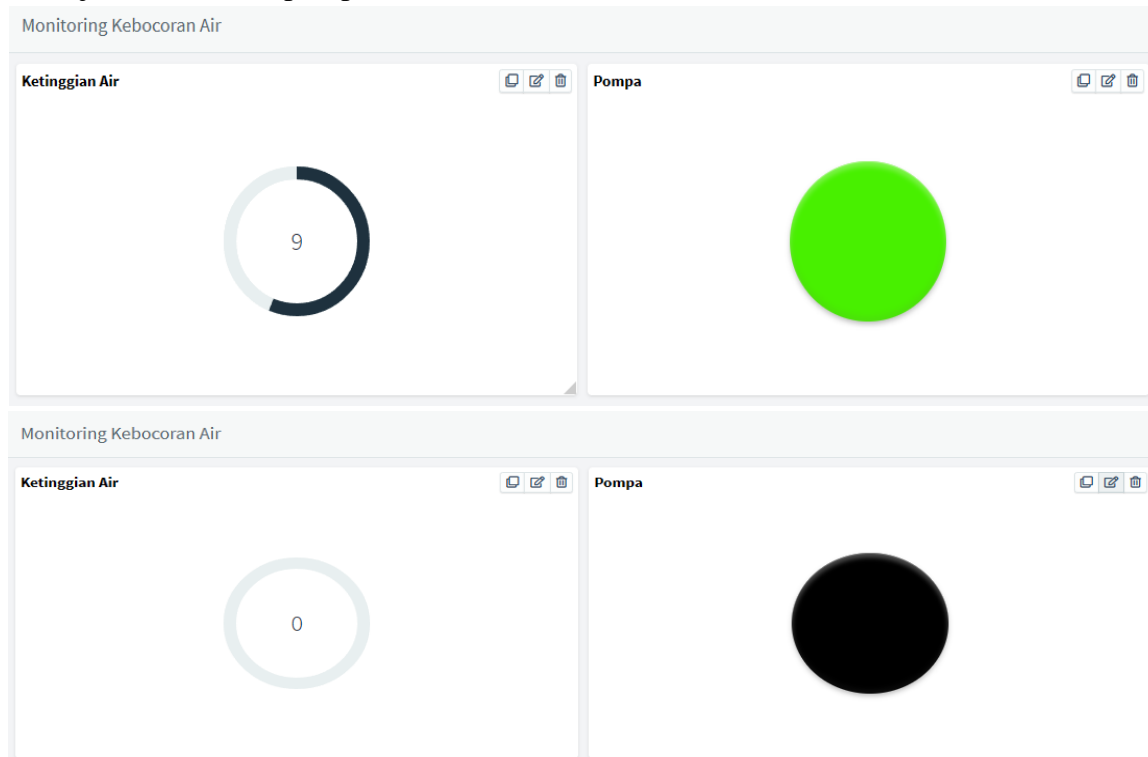 Monitoring Kebocoran Air
Ketinggian Air
Pompa
9
Monitoring Kebocoran Air
Ketinggian Air
Pompa
0